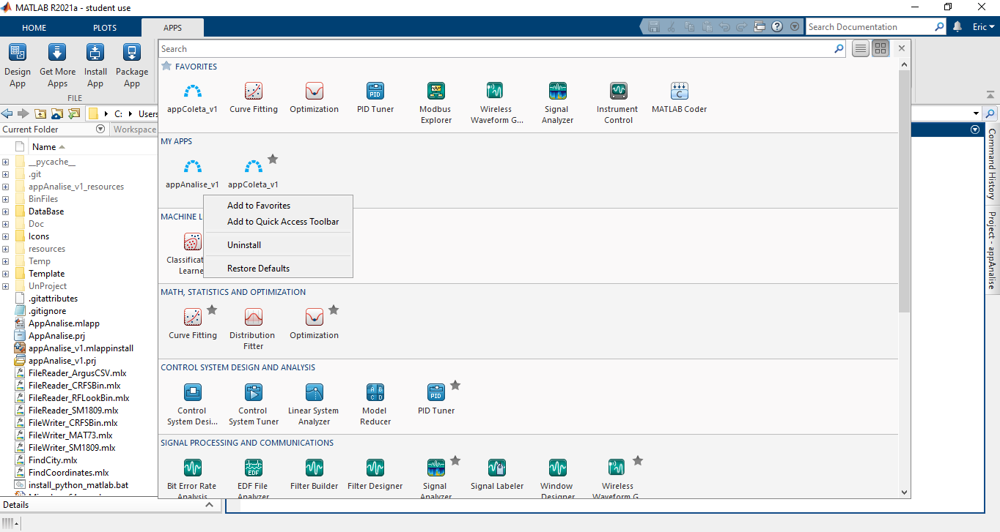 MATLAB R2021a - student use
HOME
PLOTS
APPS
Search Documentation
Eric
Design App
Get More Apps
Install App
Package App
FILE
C:
Users
Current Folder
Workspace
Name
__pycache__
.git
appAnalise_v1_resources
BinFiles
DataBase
Doc
Icons
resources
Temp
Template
UnProject
.gitattributes
.gitignore
AppAnalise.mlapp
AppAnalise.prj
appAnalise_v1.mlappinstall
appAnalise_v1.prj
FileReader_ArgusCSV.mlx
FileReader_CRFSBin.mlx
FileReader_RFLookBin.mlx
FileReader_SM1809.mlx
FileWriter_CRFSBin.mlx
FileWriter_MAT73.mlx
FileWriter_SM1809.mlx
FindCity.mlx
FindCoordinates.mlx
install_python_matlab.bat
Details
Search
FAVORITES
appColeta_v1
Curve Fitting
Optimization
PID Tuner
Modbus Explorer
Wireless Waveform G...
Signal Analyzer
Instrument Control
MATLAB Coder
MY APPS
appAnalise_v1
appColeta_v1
Add to Favorites
Add to Quick Access Toolbar
Uninstall
Restore Defaults
MACHINE L
Classificat
Learne
MATH, STATISTICS AND OPTIMIZATION
Curve Fitting
Distribution Fitter
Optimization
CONTROL SYSTEM DESIGN AND ANALYSIS
Control System Desi...
Control System Tuner
Linear System Analyzer
Model Reducer
PID Tuner
SIGNAL PROCESSING AND COMMUNICATIONS
Bit Error Rate Analysis
EDF File Analyzer
Filter Builder
Filter Designer
Signal Analyzer
Signal Labeler
Window Designer
Wireless Waveform G
Command History
Project - appAnalise